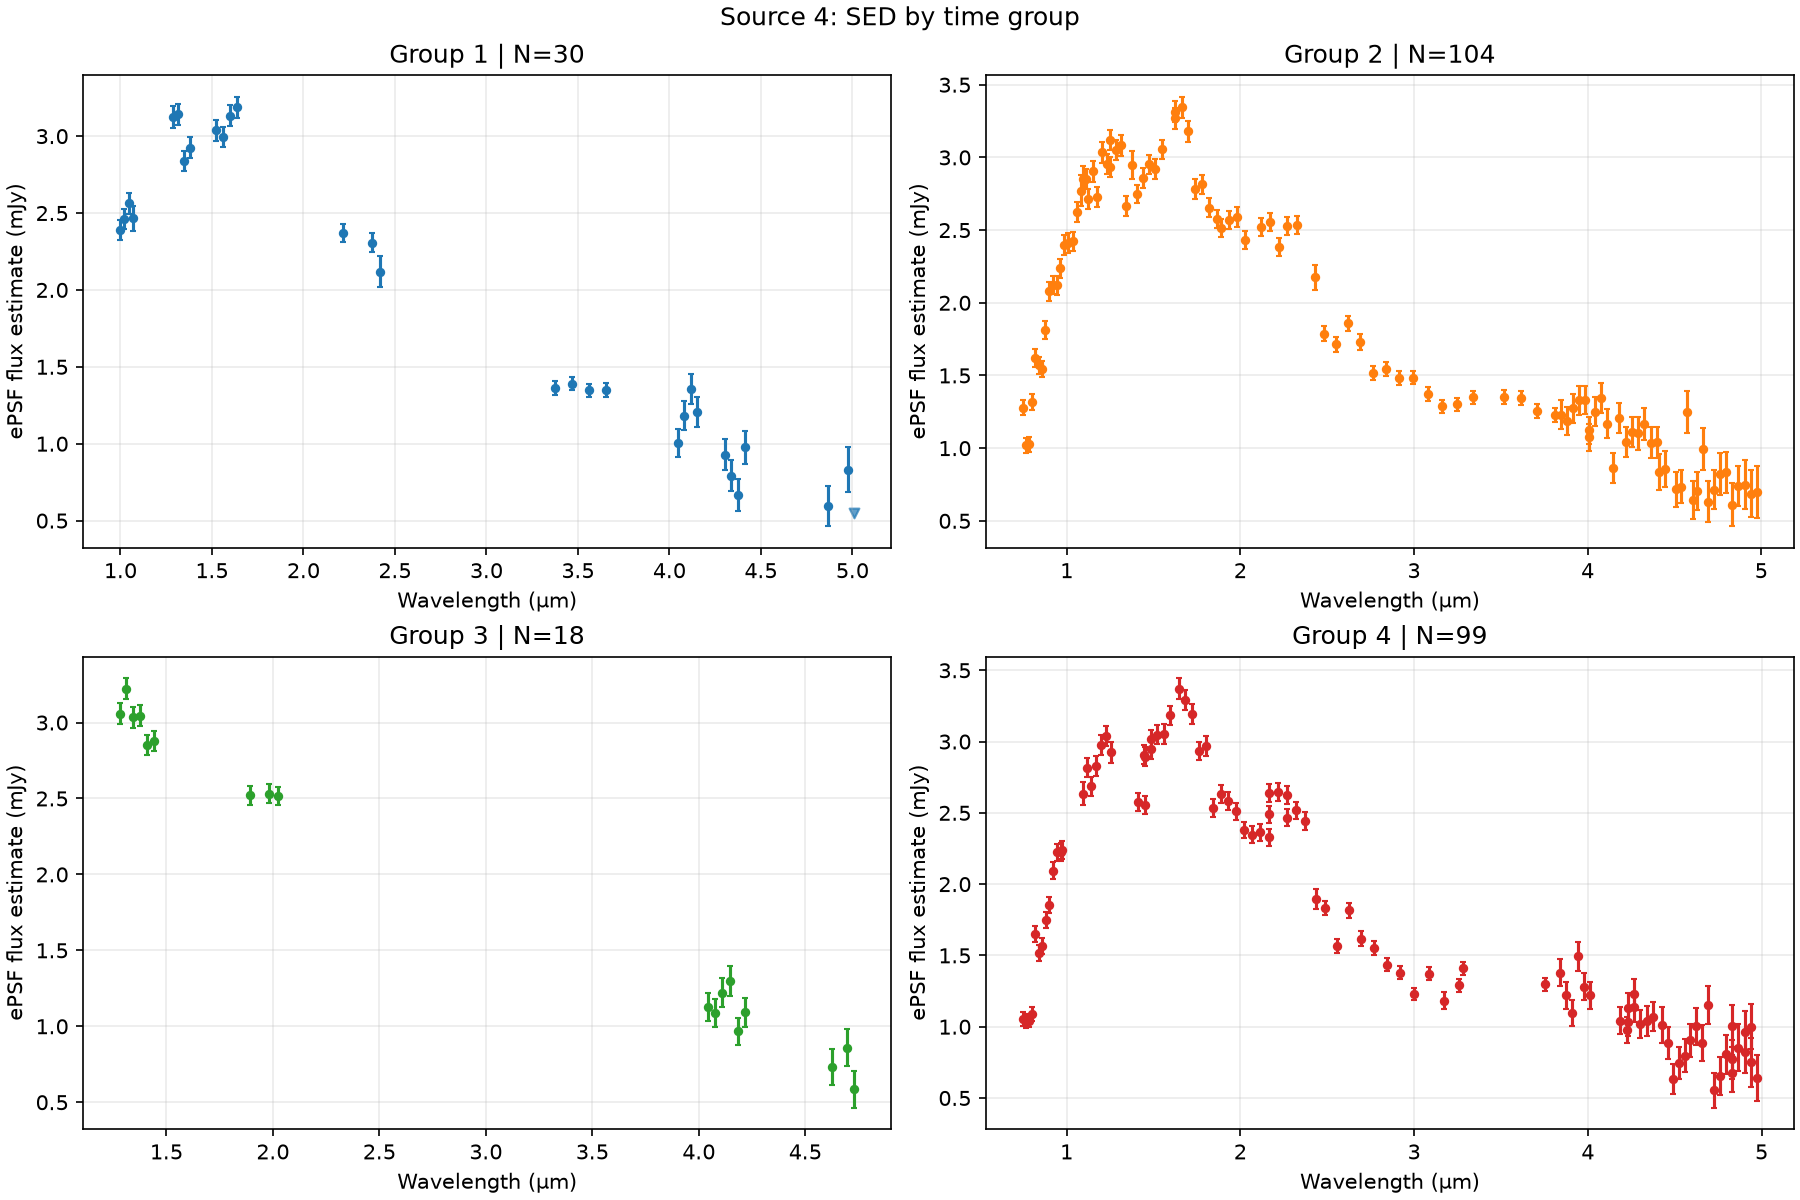 Source 4: SED by time group
Group 1 | N=30
ePSF flux estimate (mJy)
3.0
2.5
2.0
1.5
1.0
0.5
1.0 1.5 2.0 2.5 3.0 3.5 4.0 4.5 5.0
Wavelength (μm)
Group 2 | N=104
ePSF flux estimate (mJy)
3.5
3.0
2.5
2.0
1.5
1.0
0.5
1 2 3 4 5
Wavelength (μm)
Group 3 | N=18
ePSF flux estimate (mJy)
3.0
2.5
2.0
1.5
1.0
0.5
1.5 2.0 2.5 3.0 3.5 4.0 4.5
Wavelength (μm)
Group 4 | N=99
ePSF flux estimate (mJy)
3.5
3.0
2.5
2.0
1.5
1.0
0.5
1 2 3 4 5
Wavelength (μm)